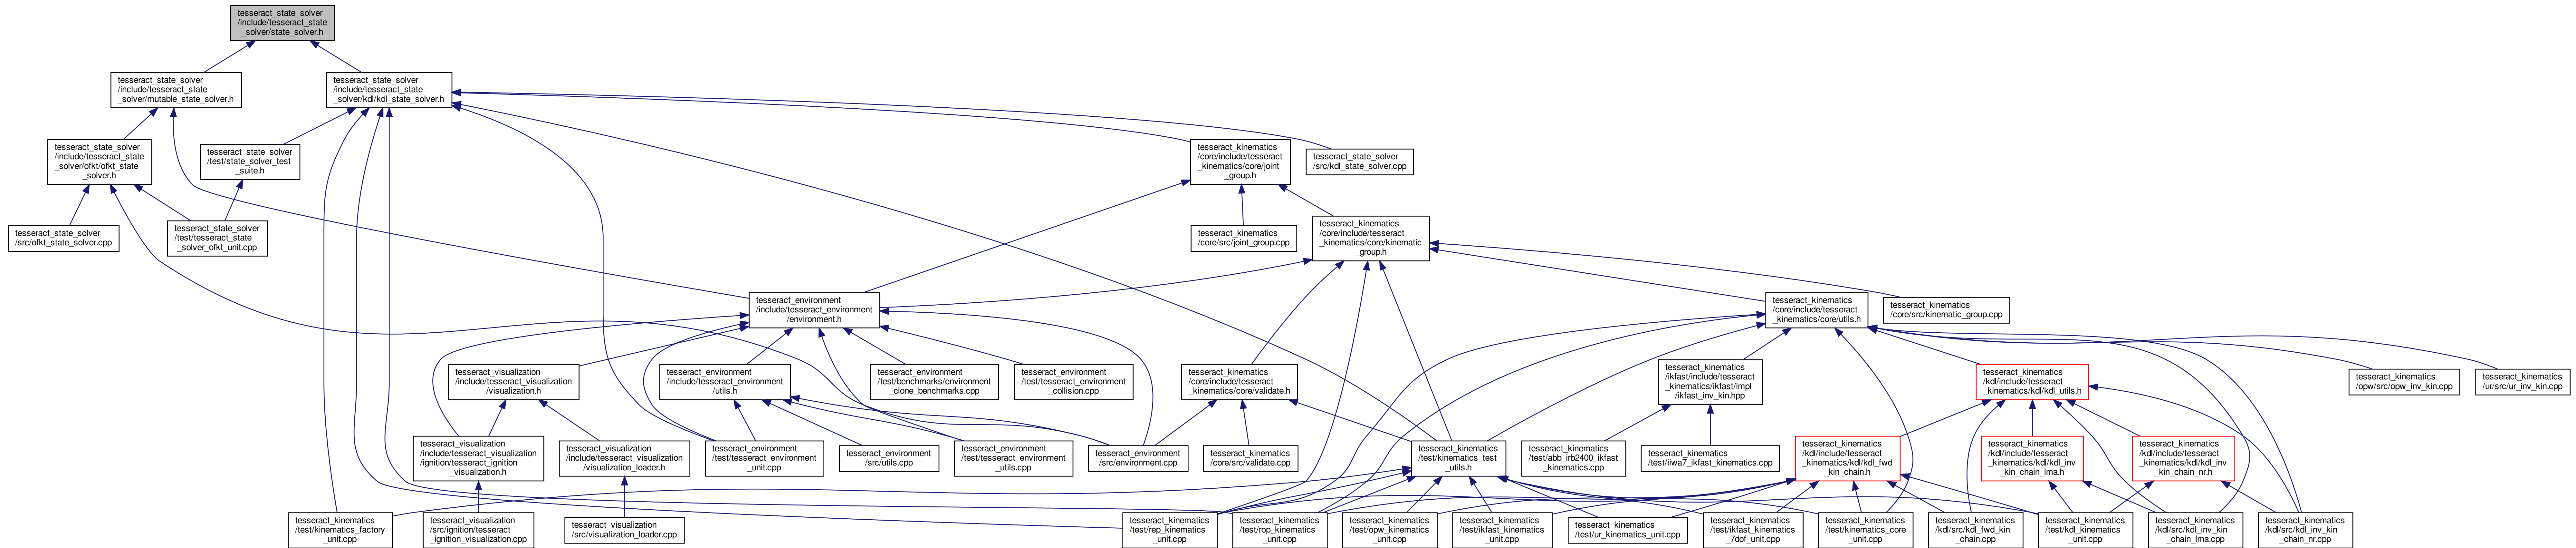 tesseract_state_solver
/include/tesseract_state
_solver/state_solver.h
tesseract_state_solver
/include/tesseract_state
_solver/mutable_state_solver.h
tesseract_state_solver
/include/tesseract_state
_solver/kdl/kdl_state_solver.h
tesseract_state_solver
/include/tesseract_state
_solver/ofkt/ofkt_state
_solver.h
tesseract_state_solver
/test/state_solver_test
_suite.h
tesseract_kinematics
/core/include/tesseract
_kinematics/core/joint
_group.h
tesseract_state_solver
/src/kdl_state_solver.cpp
tesseract_state_solver
/src/ofkt_state_solver.cpp
tesseract_state_solver
/test/tesseract_state
_solver_ofkt_unit.cpp
tesseract_kinematics
/core/src/joint_group.cpp
tesseract_kinematics
/core/include/tesseract
_kinematics/core/kinematic
_group.h
tesseract_environment
/include/tesseract_environment
/environment.h
tesseract_kinematics
/core/include/tesseract
_kinematics/core/utils.h
tesseract_kinematics
/core/src/kinematic_group.cpp
tesseract_visualization
/include/tesseract_visualization
/visualization.h
tesseract_environment
/include/tesseract_environment
/utils.h
tesseract_environment
/test/benchmarks/environment
_clone_benchmarks.cpp
tesseract_environment
/test/tesseract_environment
_collision.cpp
tesseract_kinematics
/core/include/tesseract
_kinematics/core/validate.h
tesseract_kinematics
/ikfast/include/tesseract
_kinematics/ikfast/impl
/ikfast_inv_kin.hpp
tesseract_kinematics
/kdl/include/tesseract
_kinematics/kdl/kdl_utils.h
tesseract_kinematics
/opw/src/opw_inv_kin.cpp
tesseract_kinematics
/ur/src/ur_inv_kin.cpp
tesseract_visualization
/include/tesseract_visualization
/ignition/tesseract_ignition
_visualization.h
tesseract_visualization
/include/tesseract_visualization
/visualization_loader.h
tesseract_environment
/test/tesseract_environment
_unit.cpp
tesseract_environment
/src/utils.cpp
tesseract_environment
/test/tesseract_environment
_utils.cpp
tesseract_environment
/src/environment.cpp
tesseract_kinematics
/core/src/validate.cpp
tesseract_kinematics
/test/kinematics_test
_utils.h
tesseract_kinematics
/test/abb_irb2400_ikfast
_kinematics.cpp
tesseract_kinematics
/test/iiwa7_ikfast_kinematics.cpp
tesseract_kinematics
/kdl/include/tesseract
_kinematics/kdl/kdl_fwd
_kin_chain.h
tesseract_kinematics
/kdl/include/tesseract
_kinematics/kdl/kdl_inv
_kin_chain_lma.h
tesseract_kinematics
/kdl/include/tesseract
_kinematics/kdl/kdl_inv
_kin_chain_nr.h
tesseract_kinematics
/test/kinematics_factory
_unit.cpp
tesseract_visualization
/src/ignition/tesseract
_ignition_visualization.cpp
tesseract_visualization
/src/visualization_loader.cpp
tesseract_kinematics
/test/rep_kinematics
_unit.cpp
tesseract_kinematics
/test/rop_kinematics
_unit.cpp
tesseract_kinematics
/test/opw_kinematics
_unit.cpp
tesseract_kinematics
/test/ikfast_kinematics
_unit.cpp
tesseract_kinematics
/test/ur_kinematics_unit.cpp
tesseract_kinematics
/test/ikfast_kinematics
_7dof_unit.cpp
tesseract_kinematics
/test/kinematics_core
_unit.cpp
tesseract_kinematics
/kdl/src/kdl_fwd_kin
_chain.cpp
tesseract_kinematics
/test/kdl_kinematics
_unit.cpp
tesseract_kinematics
/kdl/src/kdl_inv_kin
_chain_lma.cpp
tesseract_kinematics
/kdl/src/kdl_inv_kin
_chain_nr.cpp